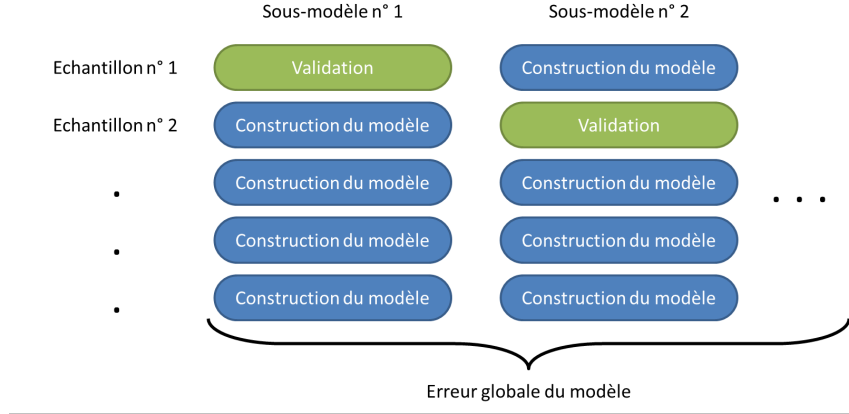 Sous-modèle n° 1 Sous-modèle n° 2
Echantillon n° 1 Validation Construction du modèle
Echantillon n° 2 Construction du modèle Validation
. Construction du modèle Construction du modèle . . .
. Construction du modèle Construction du modèle
. Construction du modèle Construction du modèle
Erreur globale du modèle